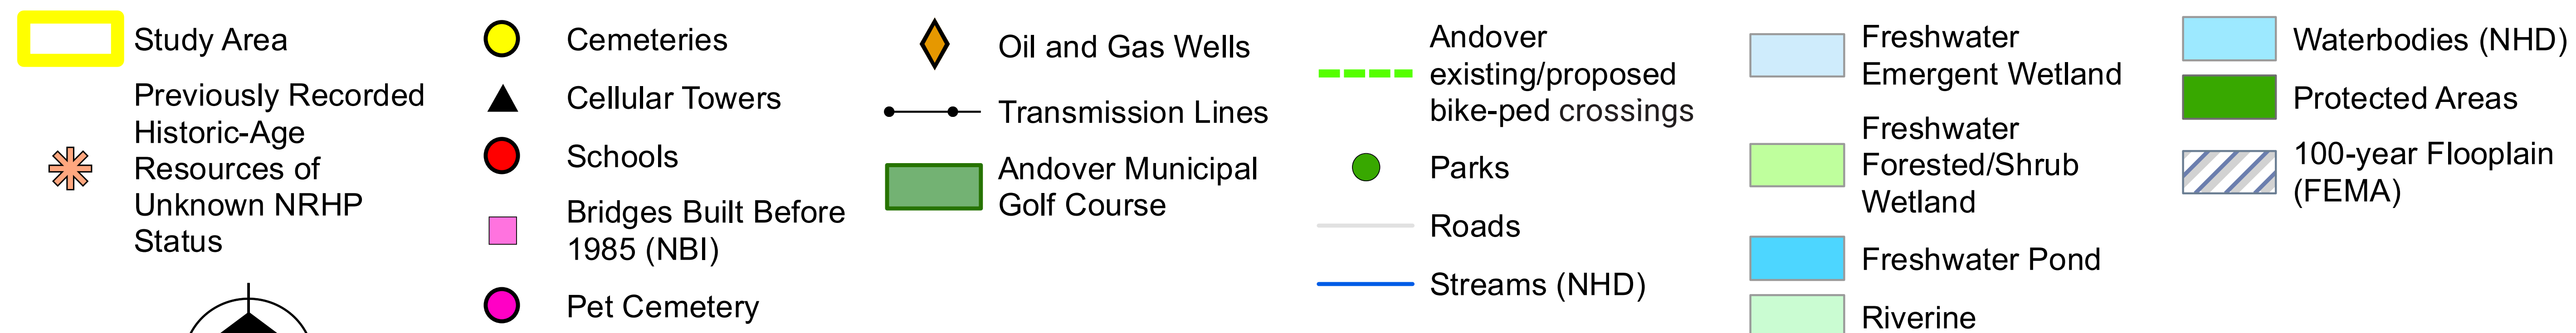 Study Area
Previously Recorded
Historic-Age
Resources of
Unknown NRHP
Status
Cemeteries
Cellular Towers
Schools
Bridges Built Before
1985 (NBI)
Pet Cemetery
Oil and Gas Wells
Transmission Lines
Andover Municipal
Golf Course
Andover
existing/proposed
bike-ped crossings
Parks
Roads
Streams (NHD)
Freshwater
Emergent Wetland
Freshwater
Forested/Shrub
Wetland
Freshwater Pond
Riverine
Waterbodies (NHD)
Protected Areas
100-year Flooplain
(FEMA)